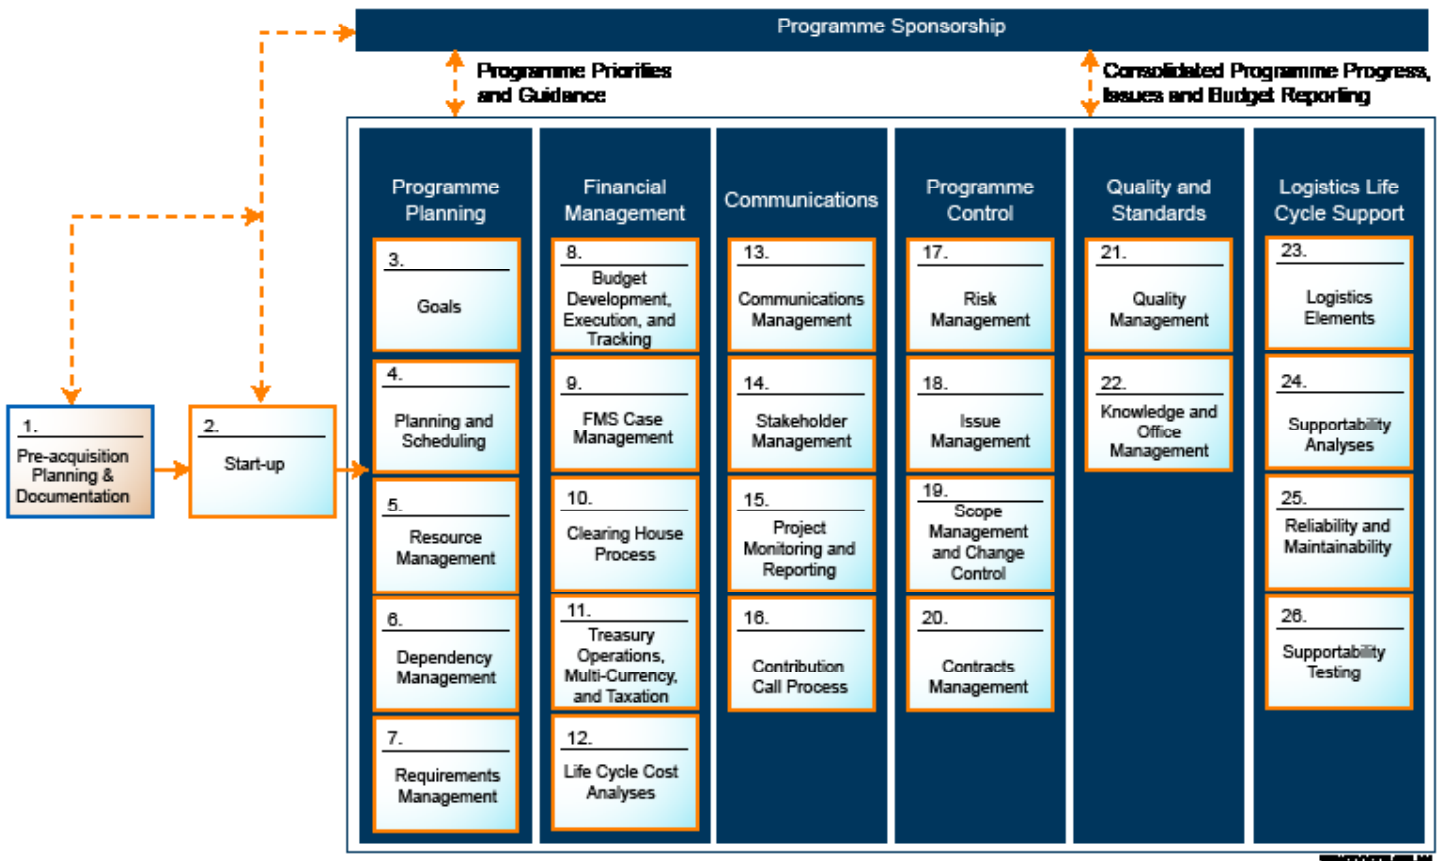 Programme Sponsorship
Programme Priorities
and Guidance
Consolidated Programme Progress,
Issues and Budget Reporting
Programme
Planning
3.
Goals
4.
Planning and
Scheduling
5.
Resource
Management
6.
Dependency
Management
7.
Requirements
Management
Financial
Management
8.
Budget
Development,
Execution, and
Tracking
9.
FMS Case
Management
10.
Clearing House
Process
11.
Treasury
Operations,
Multi-Currency,
and Taxation
12.
Life Cycle Cost
Analyses
Communications
13.
Communications
Management
14.
Stakeholder
Management
15.
Project
Monitoring and
Reporting
16.
Contribution
Call Process
Programme
Control
17.
Risk
Management
18.
Issue
Management
19.
Scope
Management
and Change
Control
20.
Contracts
Management
Quality and
Standards
21.
Quality
Management
22.
Knowledge and
Office
Management
Logistics Life
Cycle Support
23.
Logistics
Elements
24.
Supportability
Analyses
25.
Reliability and
Maintainability
26.
Supportability
Testing
1.
Pre-acquisition
Planning &
Documentation
2.
Start-up